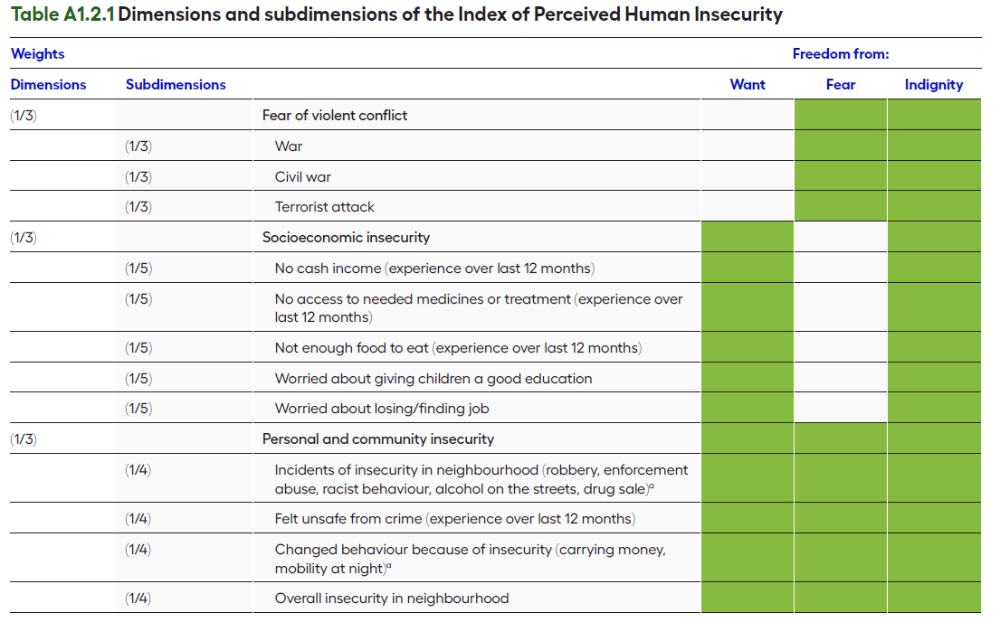 Table A1.2.1 Dimensions and subdimensions of the Index of Perceived Human Insecurity
Weights Freedom from:
Dimensions Subdimensions Want Fear Indignity
(1/3) Fear of violent conflict
(1/3) War
(1/3) Civil war
(1/3) Terrorist attack
(1/3) Socioeconomic insecurity
(1/5) No cash income (experience over last 12 months)
(1/5) No access to needed medicines or treatment (experience over
last 12 months)
(1/5) Not enough food to eat (experience over last 12 months)
(1/5) Worried about giving children a good education
(1/5) Worried about losing/finding job
(1/3) Personal and community insecurity
(1/4) Incidents of insecurity in neighbourhood (robbery, enforcement
abuse, racist behaviour, alcohol on the streets, drug sale)ª
(1/4) Felt unsafe from crime (experience over last 12 months)
(1/4) Changed behaviour because of insecurity (carrying money,
mobility at night)ª
(1/4) Overall insecurity in neighbourhood